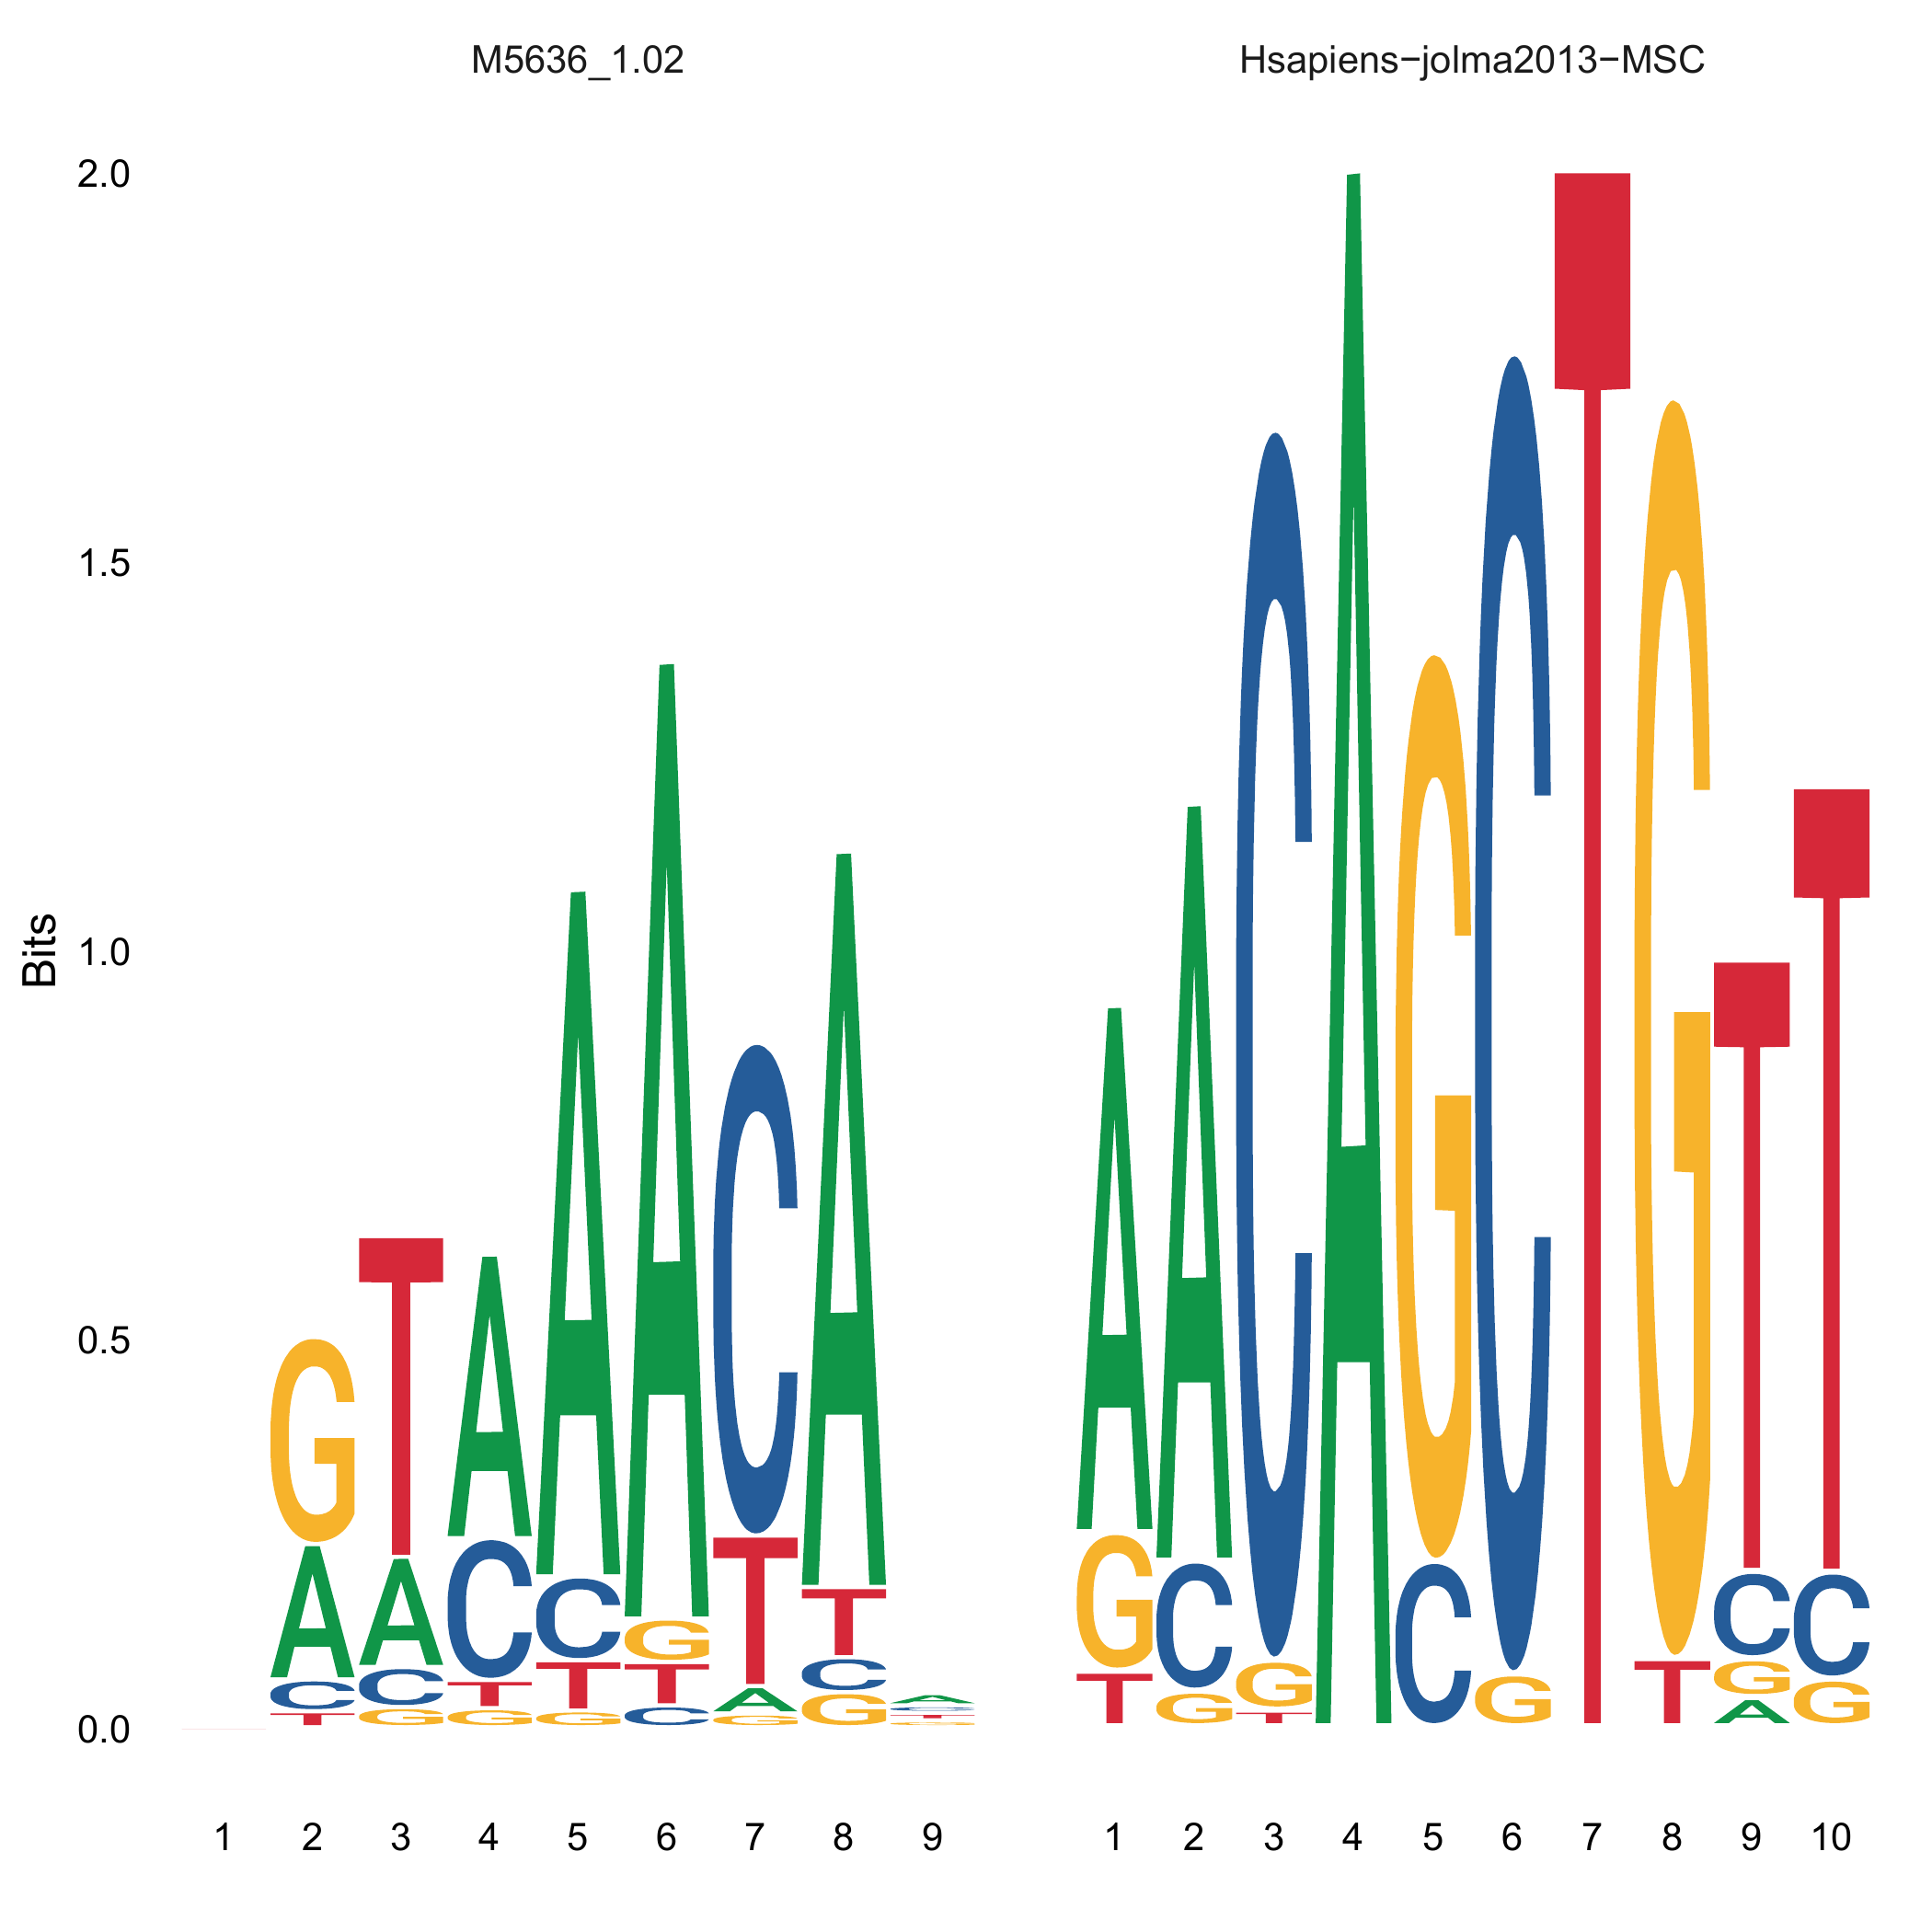 M5636_1.02 Hsapiens−jolma2013−MSC
2.0
1.5
1.0
0.5
0.0
Bits
G T A A A C A
A A C C G T T
C C T T T A C A
T G G G C G G C
T
G
A A C A G C T G T T
G C G C G T C C
T G T G G
A
1 2 3 4 5 6 7 8 9 1 2 3 4 5 6 7 8 9 10